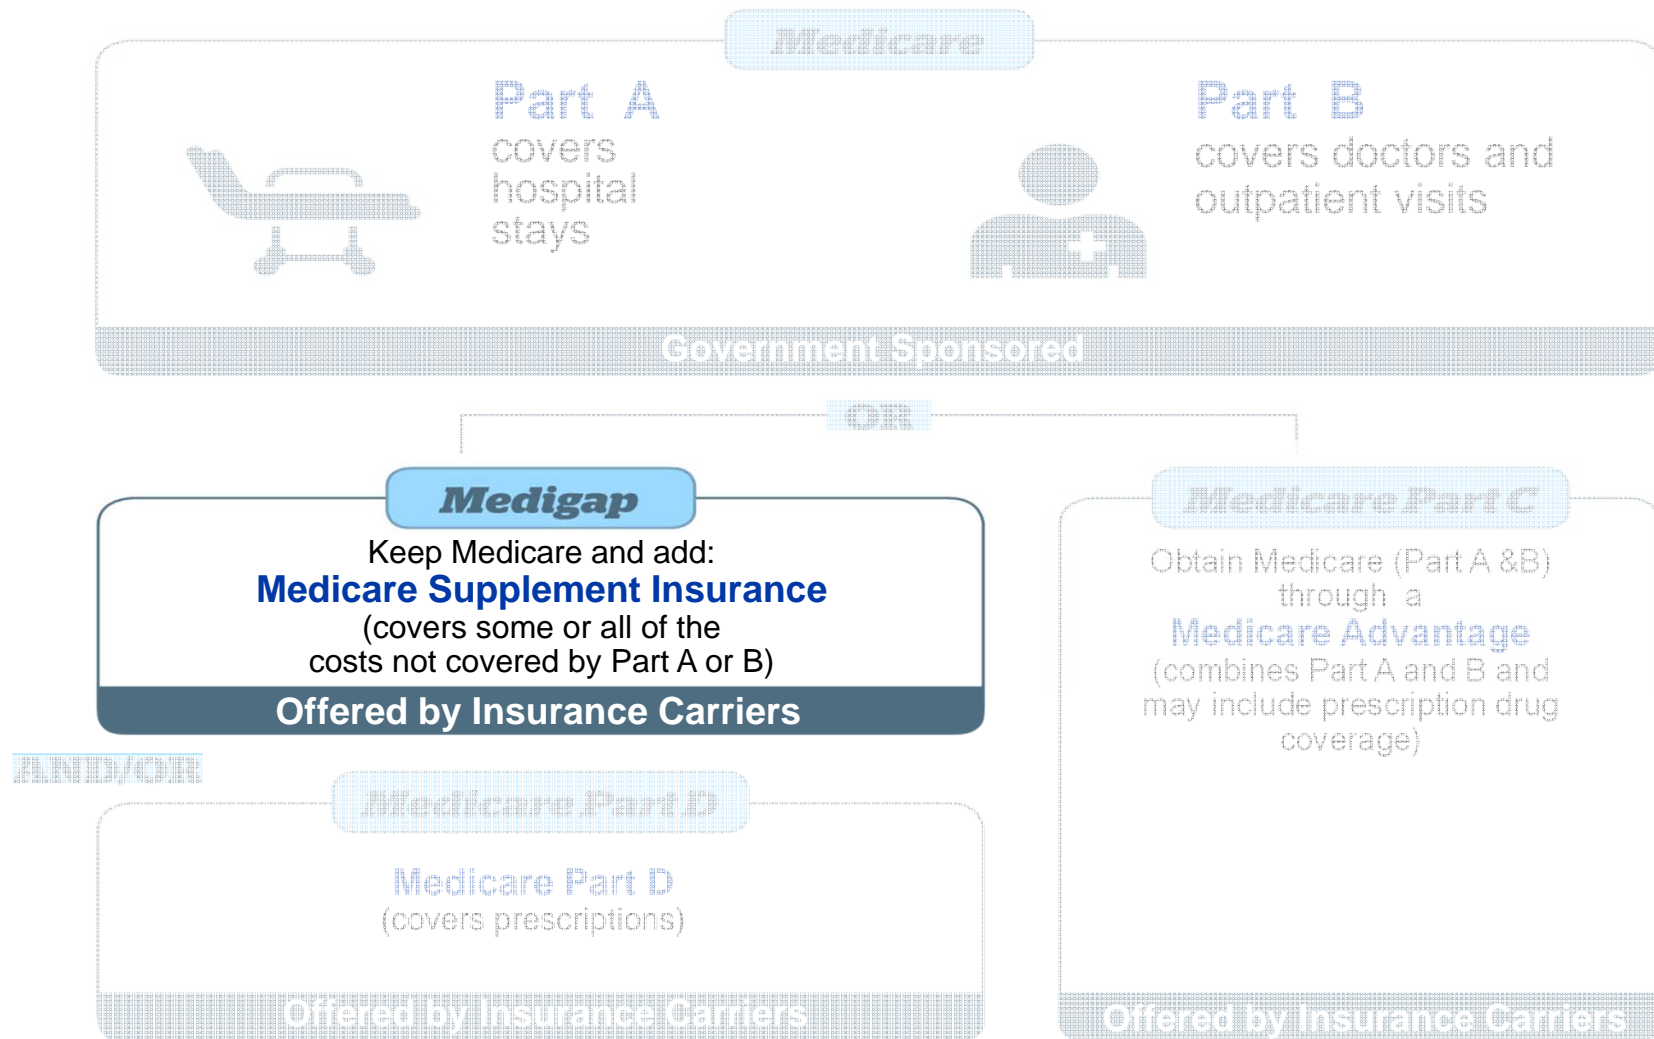 Medicare
Part A
covers
hospital
stays
Part B
covers doctors and
outpatient visits
Government Sponsored
OR
Medigap
Keep Medicare and add:
Medicare Supplement Insurance
(covers some or all of the
costs not covered by Part A or B)
Offered by Insurance Carriers
Medicare Part C
Obtain Medicare (Part A &B)
through a
Medicare Advantage
(combines Part A and B and
may include prescription drug
coverage)
Offered by Insurance Carriers
AND/OR
Medicare Part D
Medicare Part D
(covers prescriptions)
Offered by Insurance Carriers